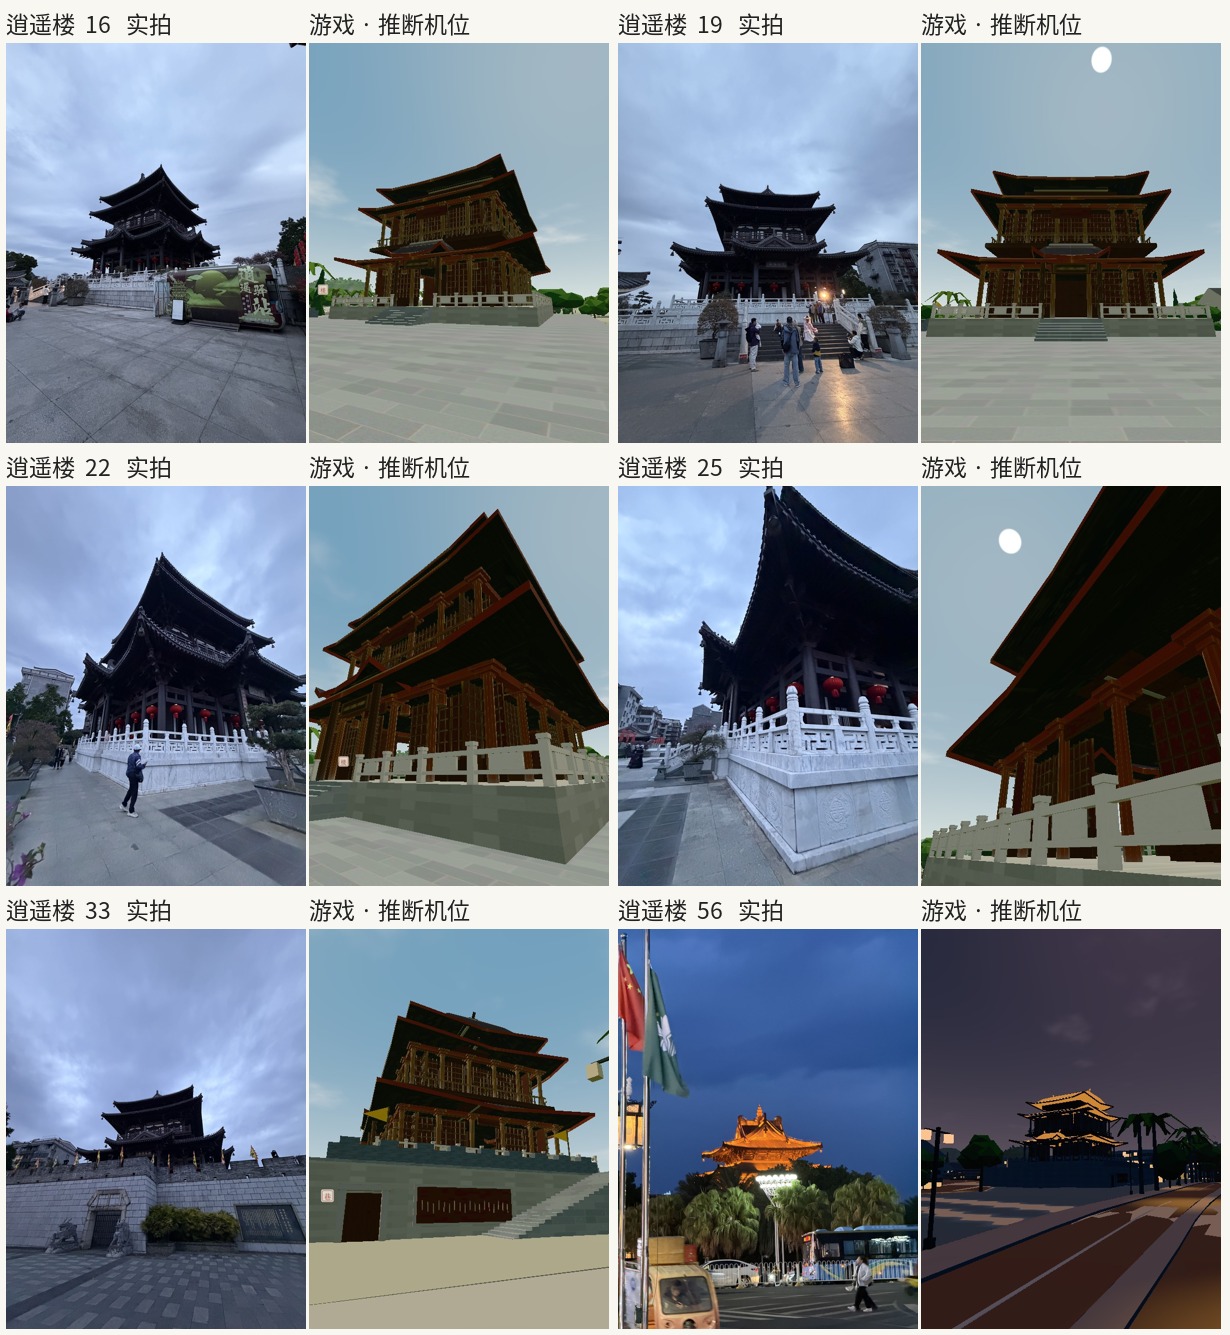 逍遥楼 16 实拍
游戏 · 推断机位
逍遥楼 19 实拍
游戏 · 推断机位
逍遥楼 22 实拍
游戏 · 推断机位
逍遥楼 25 实拍
游戏 · 推断机位
逍遥楼 33 实拍
游戏 · 推断机位
逍遥楼 56 实拍
游戏 · 推断机位